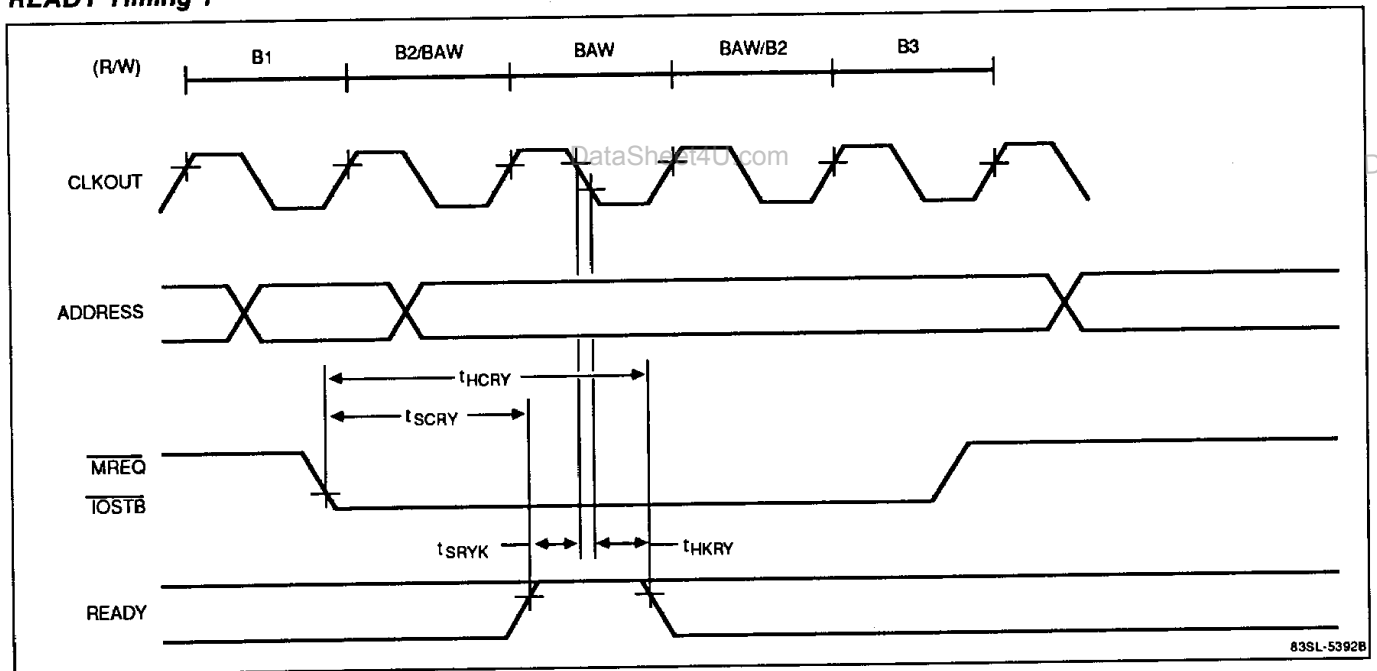 READY Timing 1
(R/W) B1 B2/BAW BAW BAW/B2 B3
DataSheet4U.com
CLKOUT
ADDRESS
tHCRY
tSCRY
MREQ
IOSTB
tSRYK tHKRY
READY
83SL-5392B